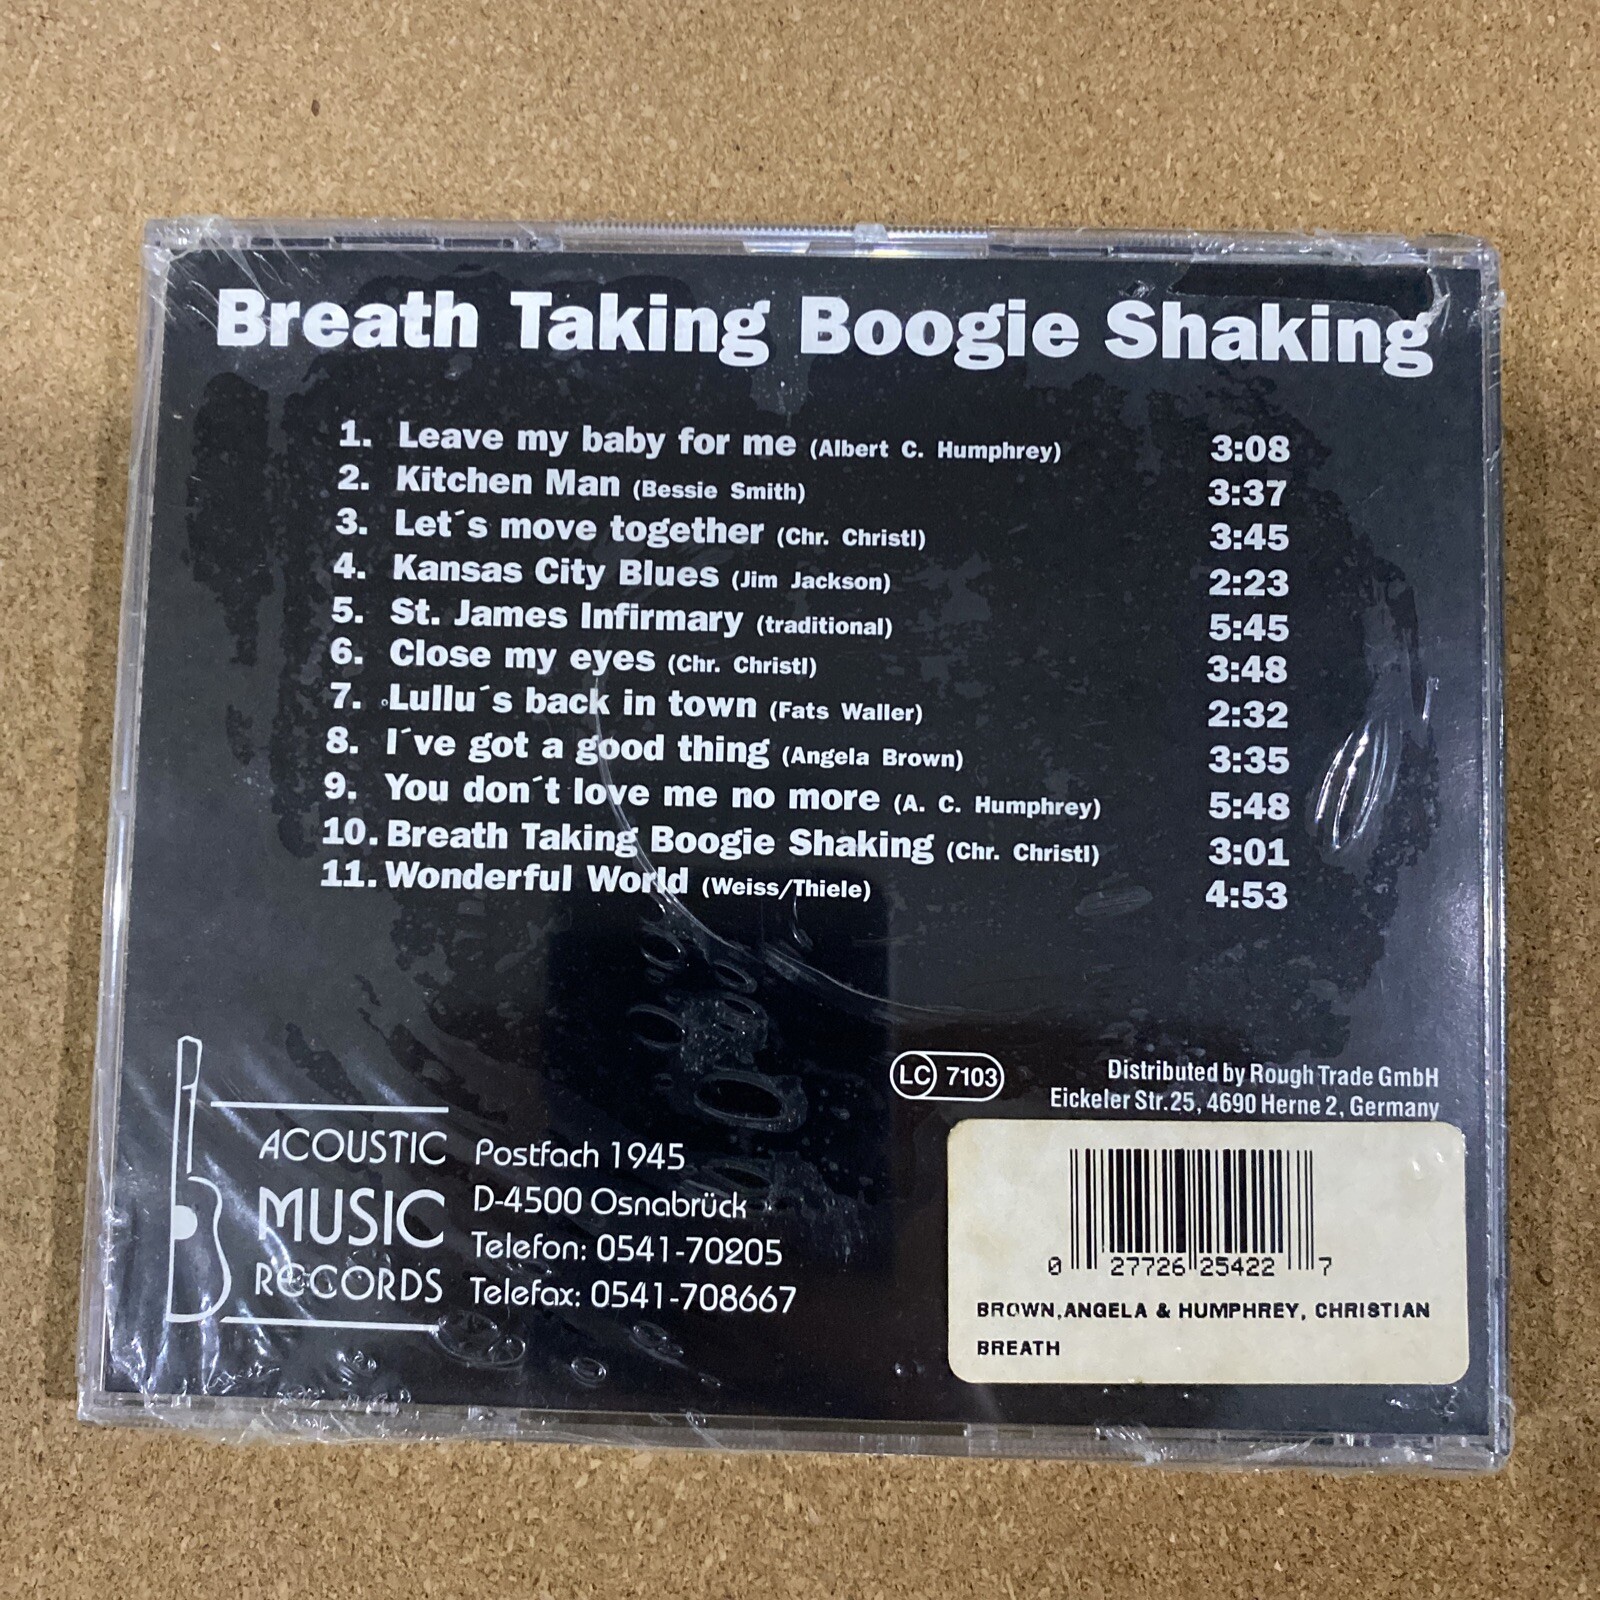 Breath Taking Boogie Shaking
1. Leave my baby for me (Albert C. Humphrey) 3:08
2. Kitchen Man (Bessie Smith) 3:37
3. Let´s move together (Chr. Christl) 3:45
4. Kansas City Blues (Jim Jackson) 2:23
5. St. James Infirmary (traditional) 5:45
6. Close my eyes (Chr. Christl) 3:48
7. Lullu´s back in town (Fats Waller) 2:32
8. I´ve got a good thing (Angela Brown) 3:35
9. You don´t love me no more (A. C. Humphrey) 5:48
10. Breath Taking Boogie Shaking (Chr. Christl) 3:01
11. Wonderful World (Weiss/Thiele) 4:53
LC 7103
Distributed by Rough Trade GmbH
Eickeler Str. 25, 4690 Herne 2, Germany
ACOUSTIC
MUSIC
RECORDS
Postfach 1945
D-4500 Osnabrück
Telefon: 0541-70205
Telefax: 0541-708667
0 27726 25422 7
BROWN,ANGELA & HUMPHREY, CHRISTIAN
BREATH